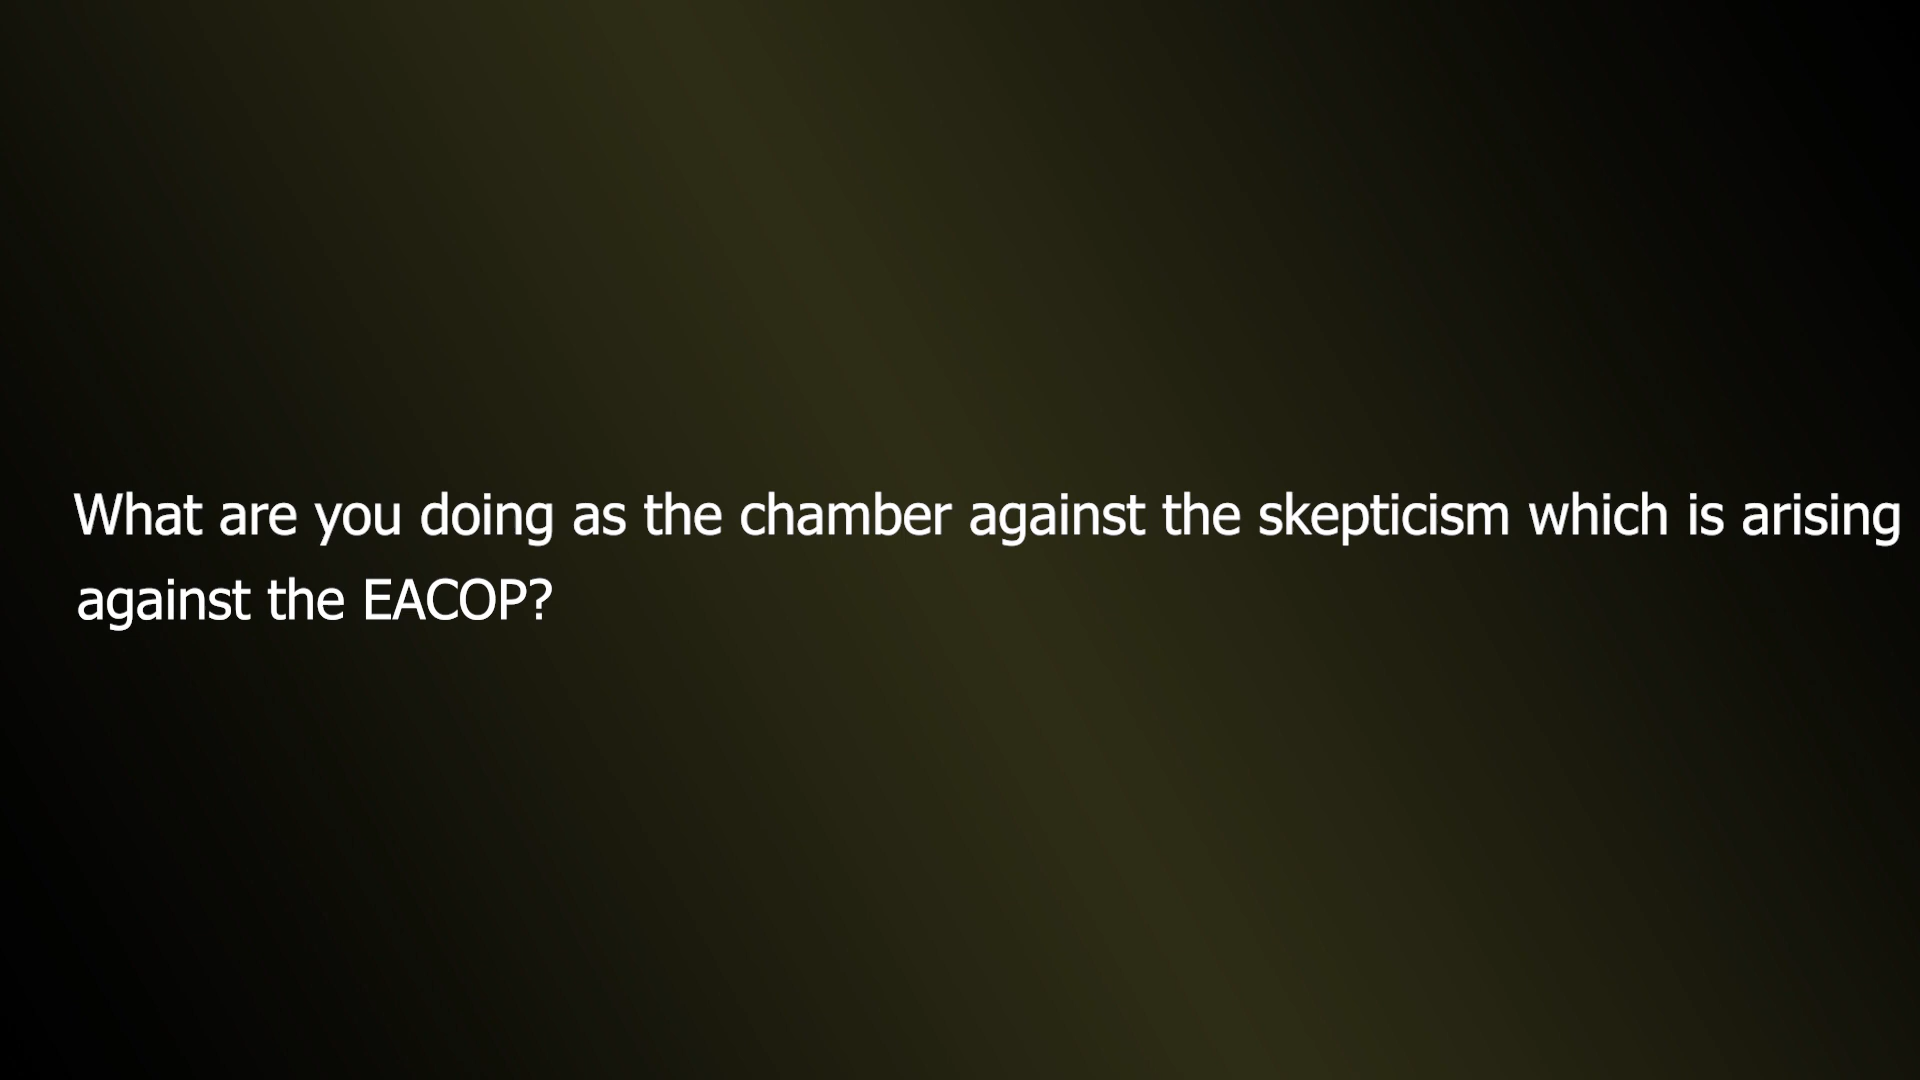 What are you doing as the chamber against the skepticism which is arising
against the EACOP?